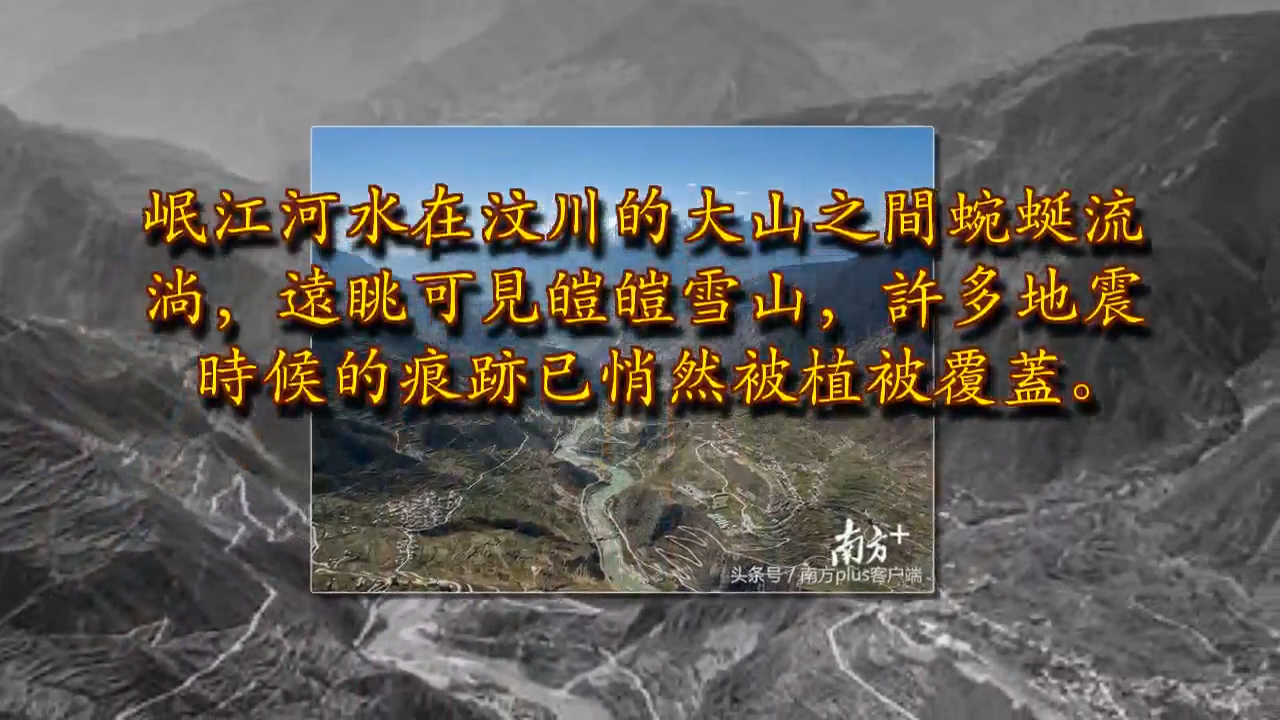 岷江河水在汶川的大山之間蜿蜒流
淌，遠眺可見皚皚雪山，許多地震
時候的痕跡已悄然被植被覆蓋。
南方+
头条号 / 南方plus客户端